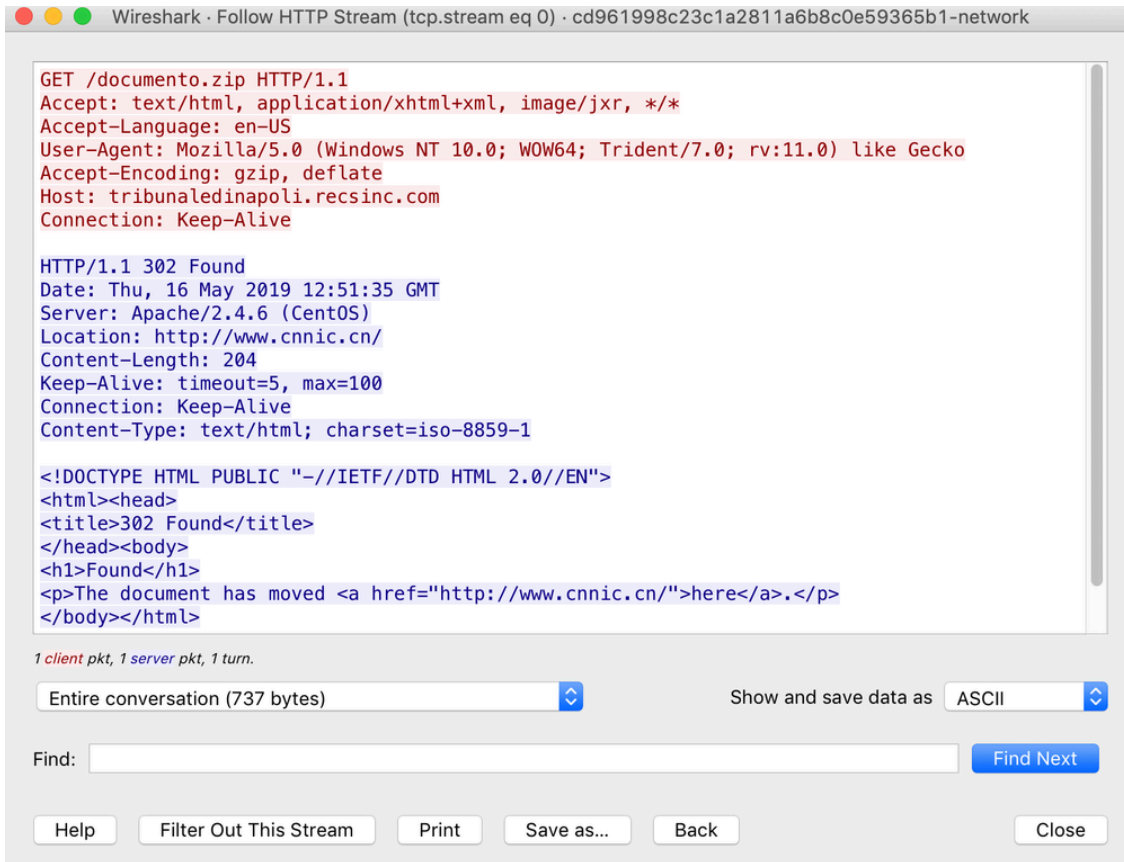 Wireshark · Follow HTTP Stream (tcp.stream eq 0) · cd961998c23c1a2811a6b8c0e59365b1-network
GET /documento.zip HTTP/1.1
Accept: text/html, application/xhtml+xml, image/jxr, */*
Accept-Language: en-US
User-Agent: Mozilla/5.0 (Windows NT 10.0; WOW64; Trident/7.0; rv:11.0) like Gecko
Accept-Encoding: gzip, deflate
Host: tribunaledinapoli.recsinc.com
Connection: Keep-Alive
HTTP/1.1 302 Found
Date: Thu, 16 May 2019 12:51:35 GMT
Server: Apache/2.4.6 (CentOS)
Location: http://www.cnnic.cn/
Content-Length: 204
Keep-Alive: timeout=5, max=100
Connection: Keep-Alive
Content-Type: text/html; charset=iso-8859-1
<!DOCTYPE HTML PUBLIC "-//IETF//DTD HTML 2.0//EN">
<html><head>
<title>302 Found</title>
</head><body>
<h1>Found</h1>
<p>The document has moved <a href="http://www.cnnic.cn/">here</a>.</p>
</body></html>
1 client pkt, 1 server pkt, 1 turn.
Entire conversation (737 bytes) Show and save data as ASCII
Find: Find Next
Help Filter Out This Stream Print Save as... Back Close